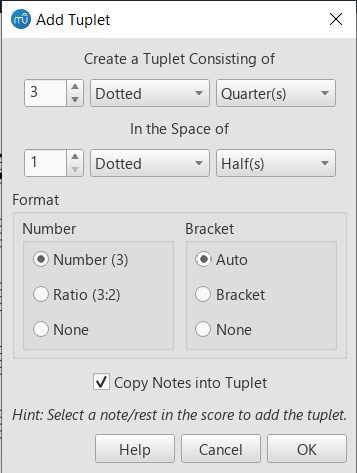 mu Add Tuplet
Create a Tuplet Consisting of
3 Dotted Quarter(s)
In the Space of
1 Dotted Half(s)
Format
Number Bracket
Number (3) Auto
Ratio (3:2) Bracket
None None
Copy Notes into Tuplet
Hint: Select a note/rest in the score to add the tuplet.
Help Cancel OK